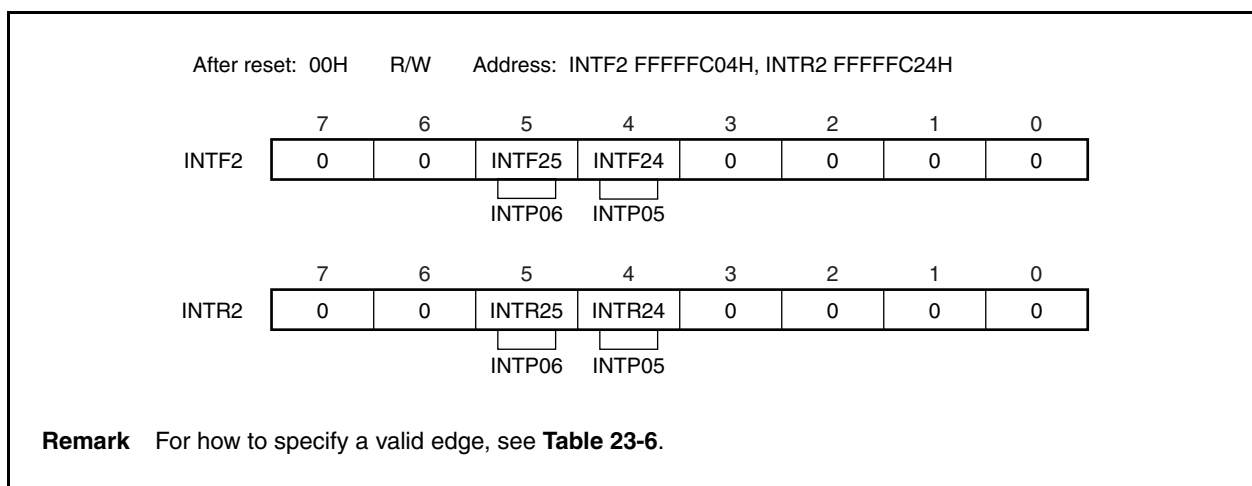 After reset: 00H R/W Address: INTF2 FFFFFC04H, INTR2 FFFFFC24H
7 6 5 4 3 2 1 0
INTF2 0 0 INTF25 INTF24 0 0 0 0
INTP06 INTP05
7 6 5 4 3 2 1 0
INTR2 0 0 INTR25 INTR24 0 0 0 0
INTP06 INTP05
Remark For how to specify a valid edge, see Table 23-6.